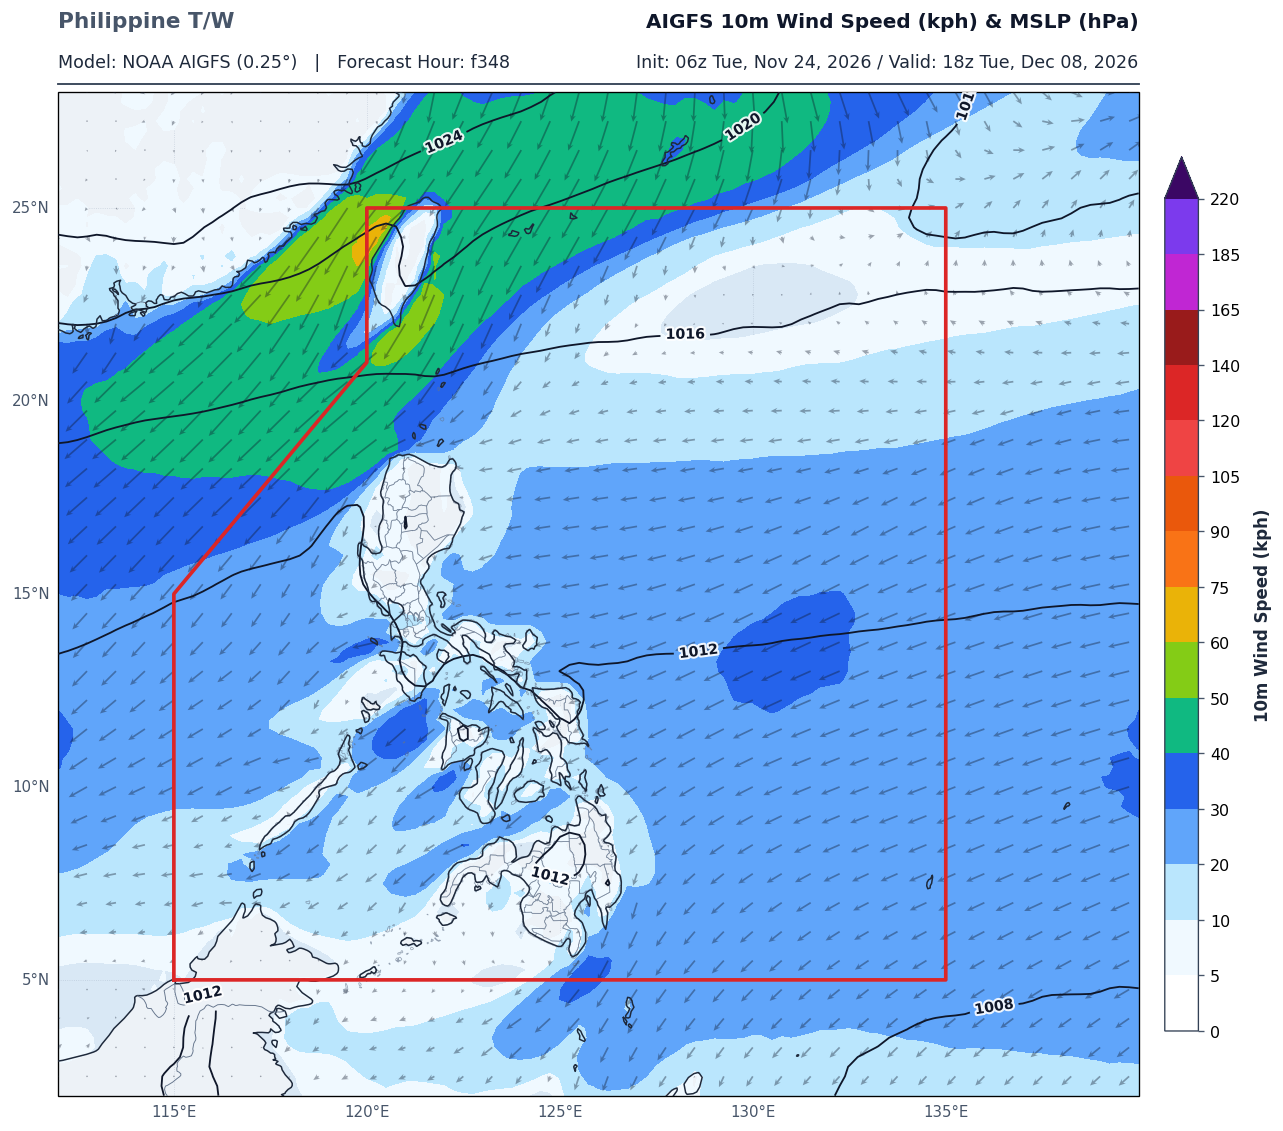 Philippine T/W
AIGFS 10m Wind Speed (kph) & MSLP (hPa)
Model: NOAA AIGFS (0.25°) | Forecast Hour: f348
Init: 06z Tue, Nov 24, 2026 / Valid: 18z Tue, Dec 08, 2026
1024
1020
101
1016
1012
1012
1012
1008
25°N
20°N
15°N
10°N
5°N
115°E
120°E
125°E
130°E
135°E
220
185
165
140
120
105
90
75
60
50
40
30
20
10
5
0
10m Wind Speed (kph)